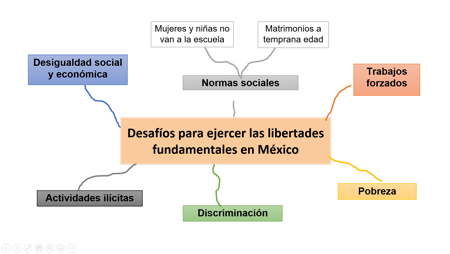 Mujeres y niñas no
van a la escuela
Matrimonios a
temprana edad
Desigualdad social
y económica
Normas sociales
Trabajos
forzados
Desafíos para ejercer las libertades
fundamentales en México
Actividades ilícitas
Discriminación
Pobreza